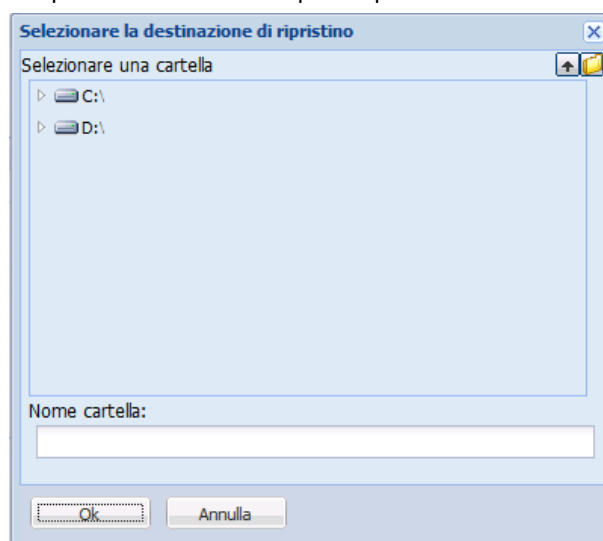 Selezionare la destinazione di ripristino
Selezionare una cartella
C:\
D:\
Nome cartella:
Ok
Annulla